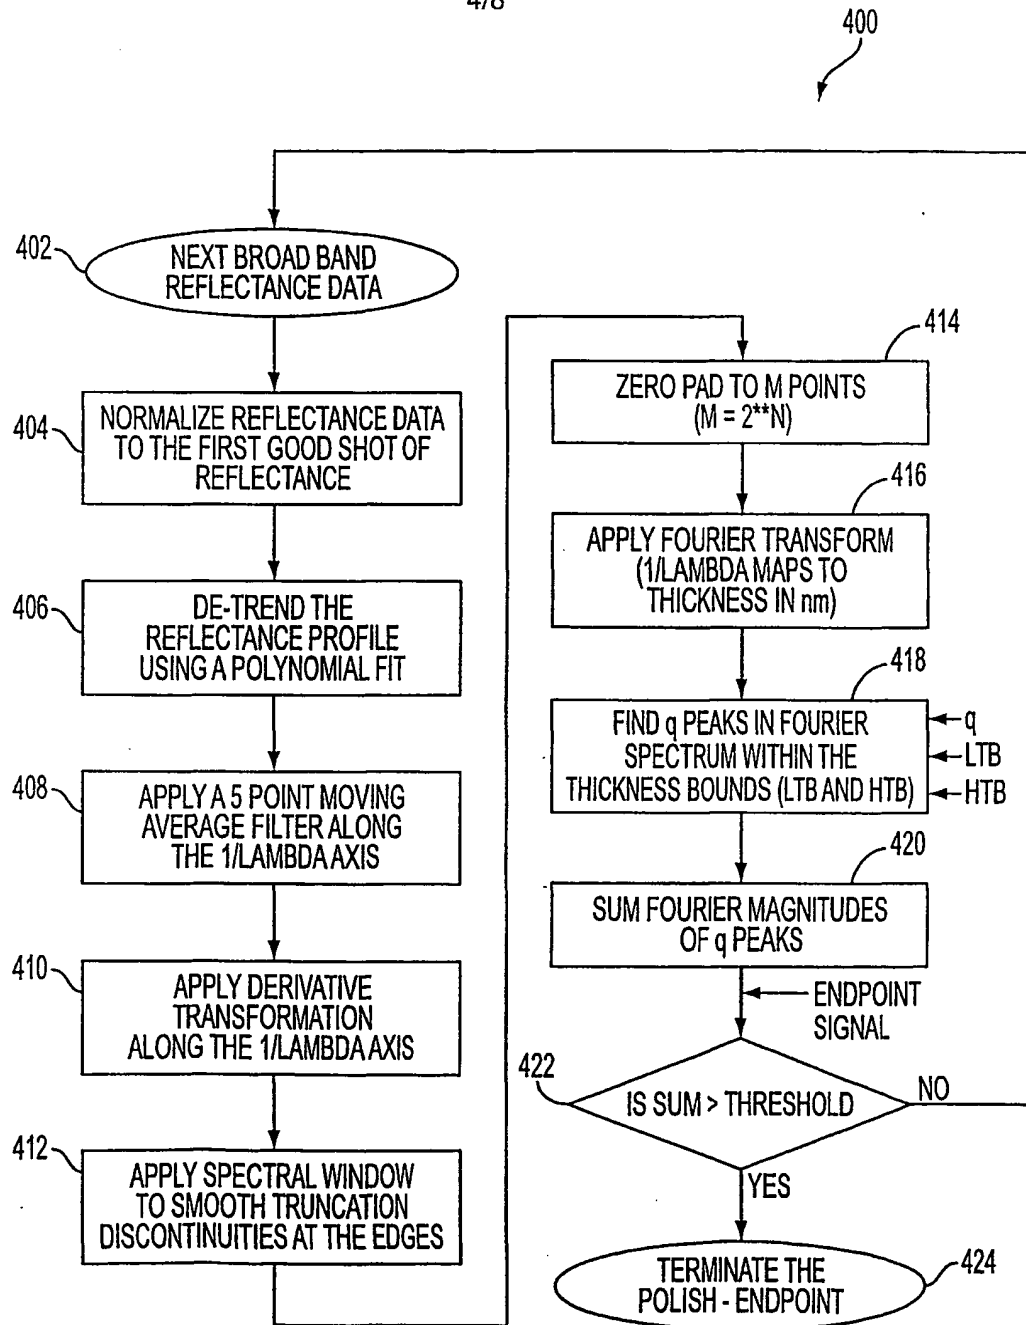 4/8
400
402
NEXT BROAD BAND
REFLECTANCE DATA
404
NORMALIZE REFLECTANCE DATA
TO THE FIRST GOOD SHOT OF
REFLECTANCE
406
DE-TREND THE
REFLECTANCE PROFILE
USING A POLYNOMIAL FIT
408
APPLY A 5 POINT MOVING
AVERAGE FILTER ALONG
THE 1/LAMBDA AXIS
410
APPLY DERIVATIVE
TRANSFORMATION
ALONG THE 1/LAMBDA AXIS
412
APPLY SPECTRAL WINDOW
TO SMOOTH TRUNCATION
DISCONTINUITIES AT THE EDGES
414
ZERO PAD TO M POINTS
(M = 2**N)
416
APPLY FOURIER TRANSFORM
(1/LAMBDA MAPS TO
THICKNESS IN nm)
418
FIND q PEAKS IN FOURIER
SPECTRUM WITHIN THE
THICKNESS BOUNDS (LTB AND HTB)
q
LTB
HTB
420
SUM FOURIER MAGNITUDES
OF q PEAKS
ENDPOINT
SIGNAL
422
IS SUM > THRESHOLD
NO
YES
TERMINATE THE
POLISH - ENDPOINT
424